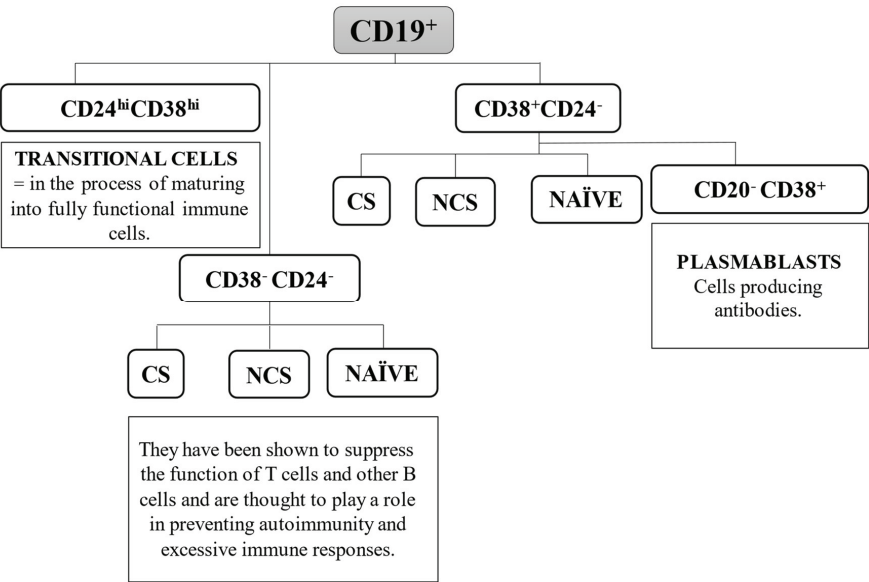 CD19⁺
CD24ʰⁱCD38ʰⁱ
CD38⁺CD24⁻
TRANSITIONAL CELLS
= in the process of maturing
into fully functional immune
cells.
CS
NCS
NAÏVE
CD20⁻ CD38⁺
PLASMABLASTS
Cells producing
antibodies.
CD38⁻ CD24⁻
CS
NCS
NAÏVE
They have been shown to suppress
the function of T cells and other B
cells and are thought to play a role
in preventing autoimmunity and
excessive immune responses.